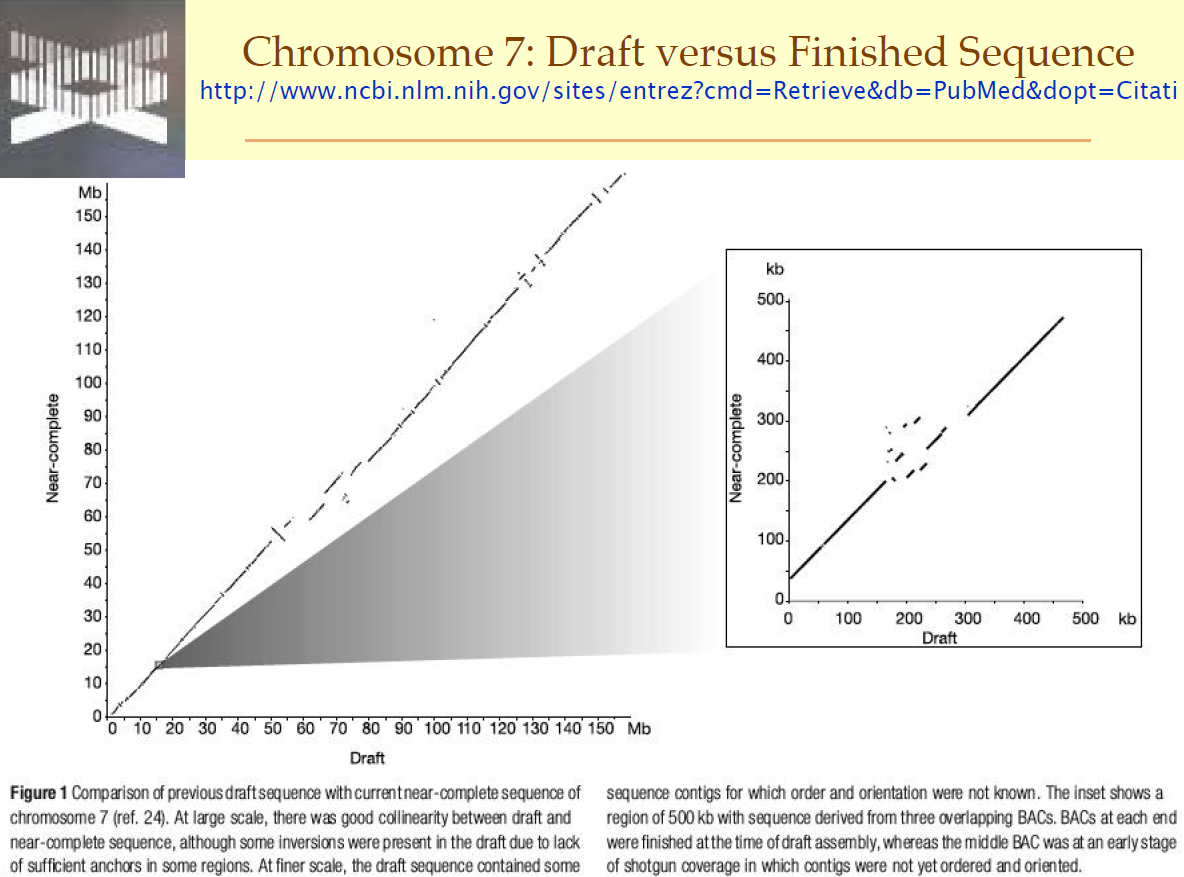 Chromosome 7: Draft versus Finished Sequence
http://www.ncbi.nlm.nih.gov/sites/entrez?cmd=Retrieve&db=PubMed&dopt=Citati
Mb
150
140
130
120
110
100
90
80
70
60
50
40
30
20
10
0
Near-complete
0 10 20 30 40 50 60 70 80 90 100 110 120 130 140 150 Mb
Draft
kb
500
400
300
200
100
0
Near-complete
0 100 200 300 400 500 kb
Draft
Figure 1 Comparison of previous draft sequence with current near-complete sequence of
chromosome 7 (ref. 24). At large scale, there was good collinearity between draft and
near-complete sequence, although some inversions were present in the draft due to lack
of sufficient anchors in some regions. At finer scale, the draft sequence contained some
sequence contigs for which order and orientation were not known. The inset shows a
region of 500 kb with sequence derived from three overlapping BACs. BACs at each end
were finished at the time of draft assembly, whereas the middle BAC was at an early stage
of shotgun coverage in which contigs were not yet ordered and oriented.